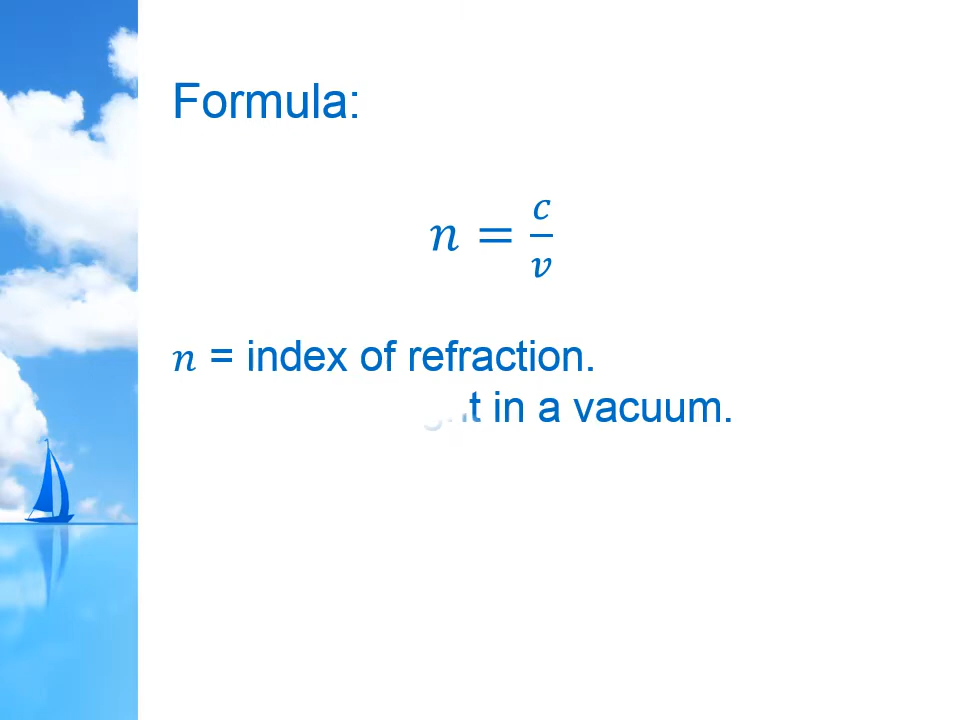 Formula:
n = c/v
n = index of refraction.
in a vacuum.